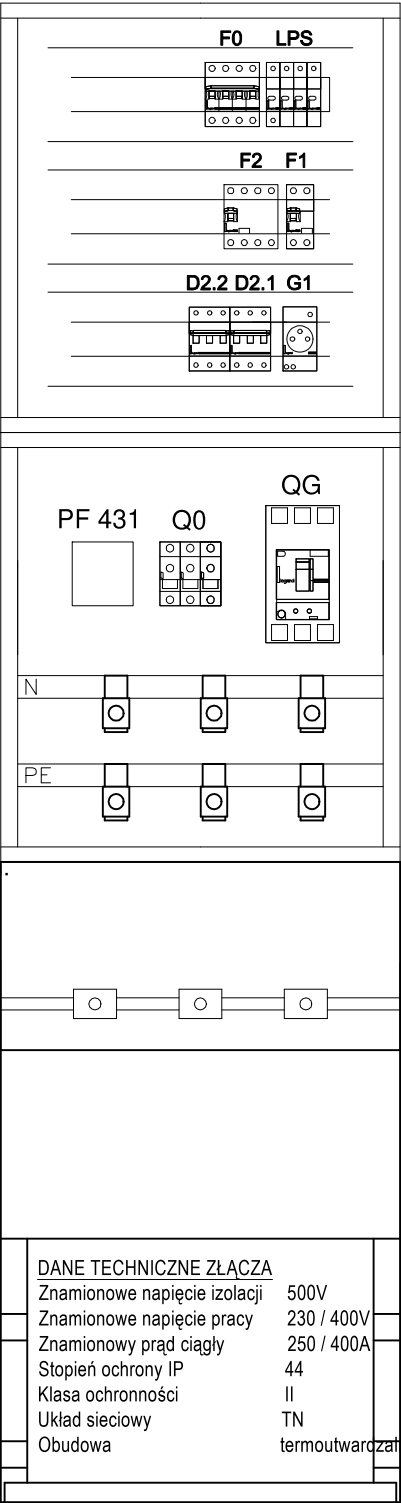 F0 LPS
F2 F1
D2.2 D2.1 G1
QG
PF 431 Q0
legrand
N
PE
DANE TECHNICZNE ZŁĄCZA
Znamionowe napięcie izolacji 500V
Znamionowe napięcie pracy 230 / 400V
Znamionowy prąd ciągły 250 / 400A
Stopień ochrony IP 44
Klasa ochronności II
Układ sieciowy TN
Obudowa termoutwardzal